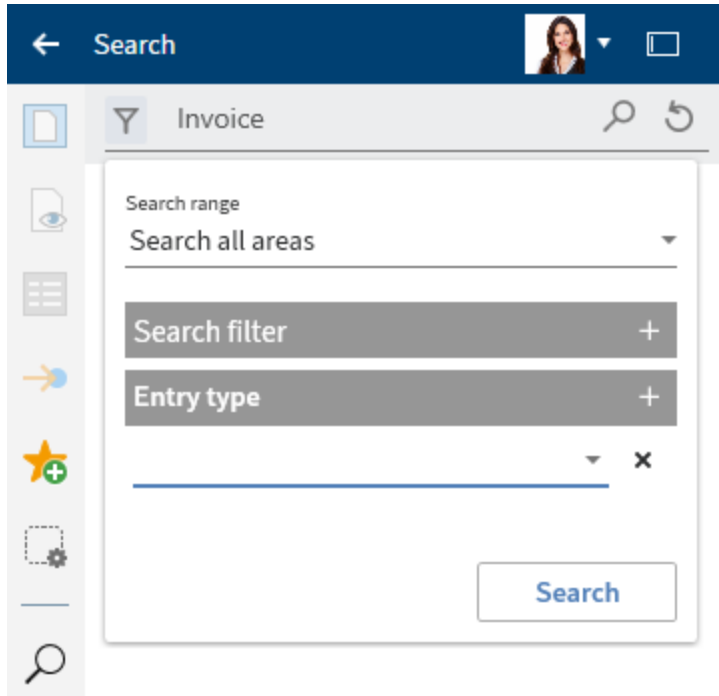 Search
Invoice
Search range
Search all areas
Search filter
Entry type
Search